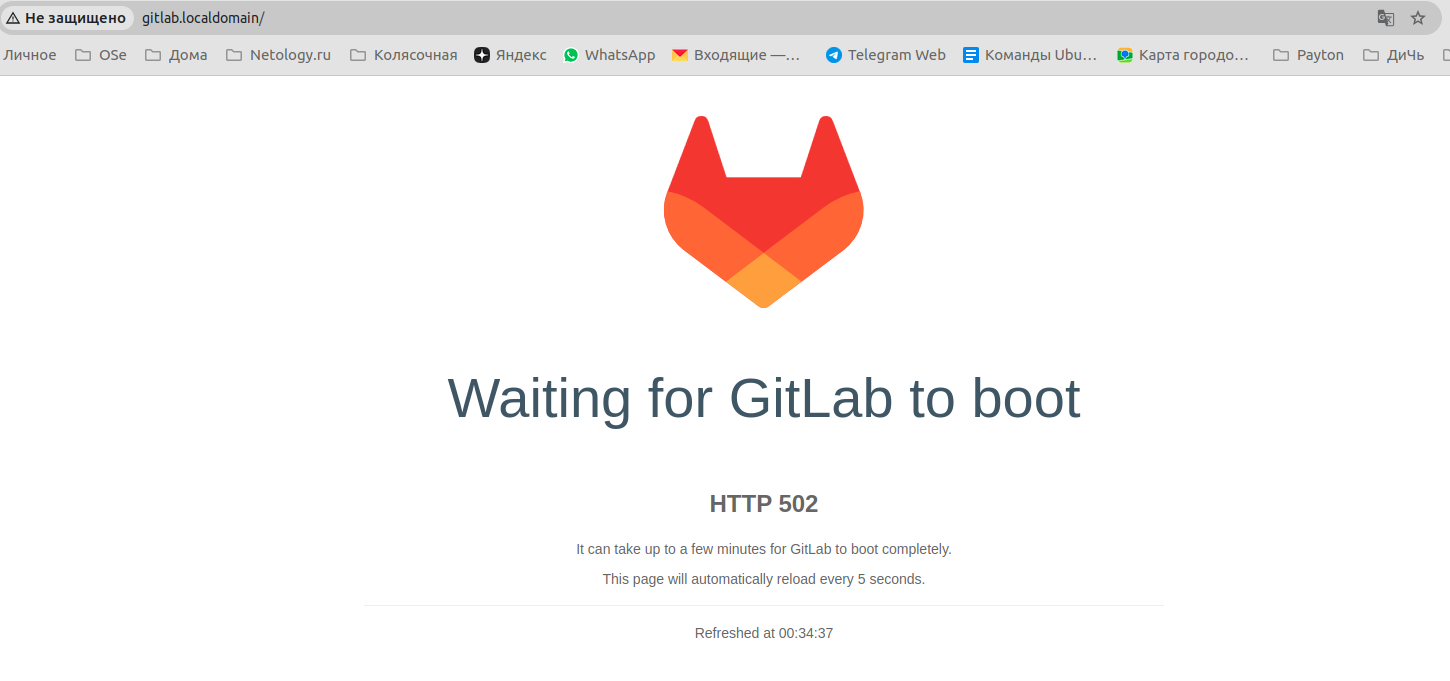 Не защищено gitlab.localdomain/
Личное OSe Дома Netology.ru Колясочная Яндекс WhatsApp Входящие —... Telegram Web Команды Ubu... Карта городо... Payton ДиЧь
Waiting for GitLab to boot
HTTP 502
It can take up to a few minutes for GitLab to boot completely.
This page will automatically reload every 5 seconds.
Refreshed at 00:34:37